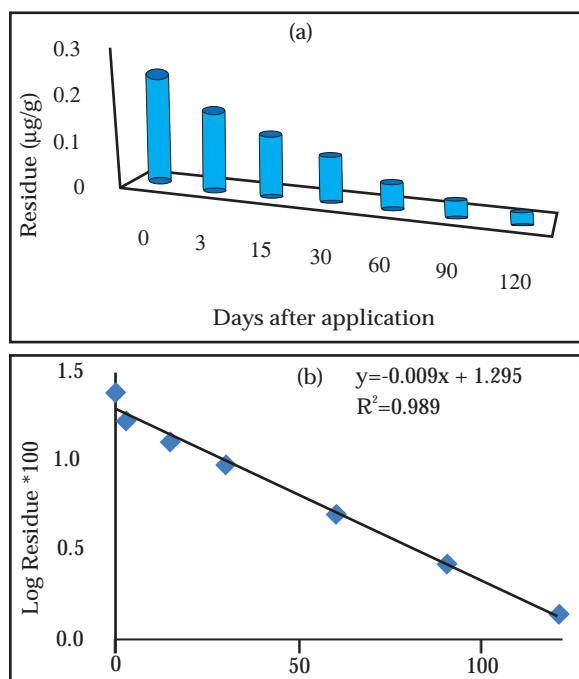 (a)
Residue (µg/g)
0.3
0.2
0.1
0
0 3 15 30 60 90 120
Days after application
(b)
y=-0.009x + 1.295
R²=0.989
Log Residue *100
1.5
1.0
0.5
0.0
0 50 100